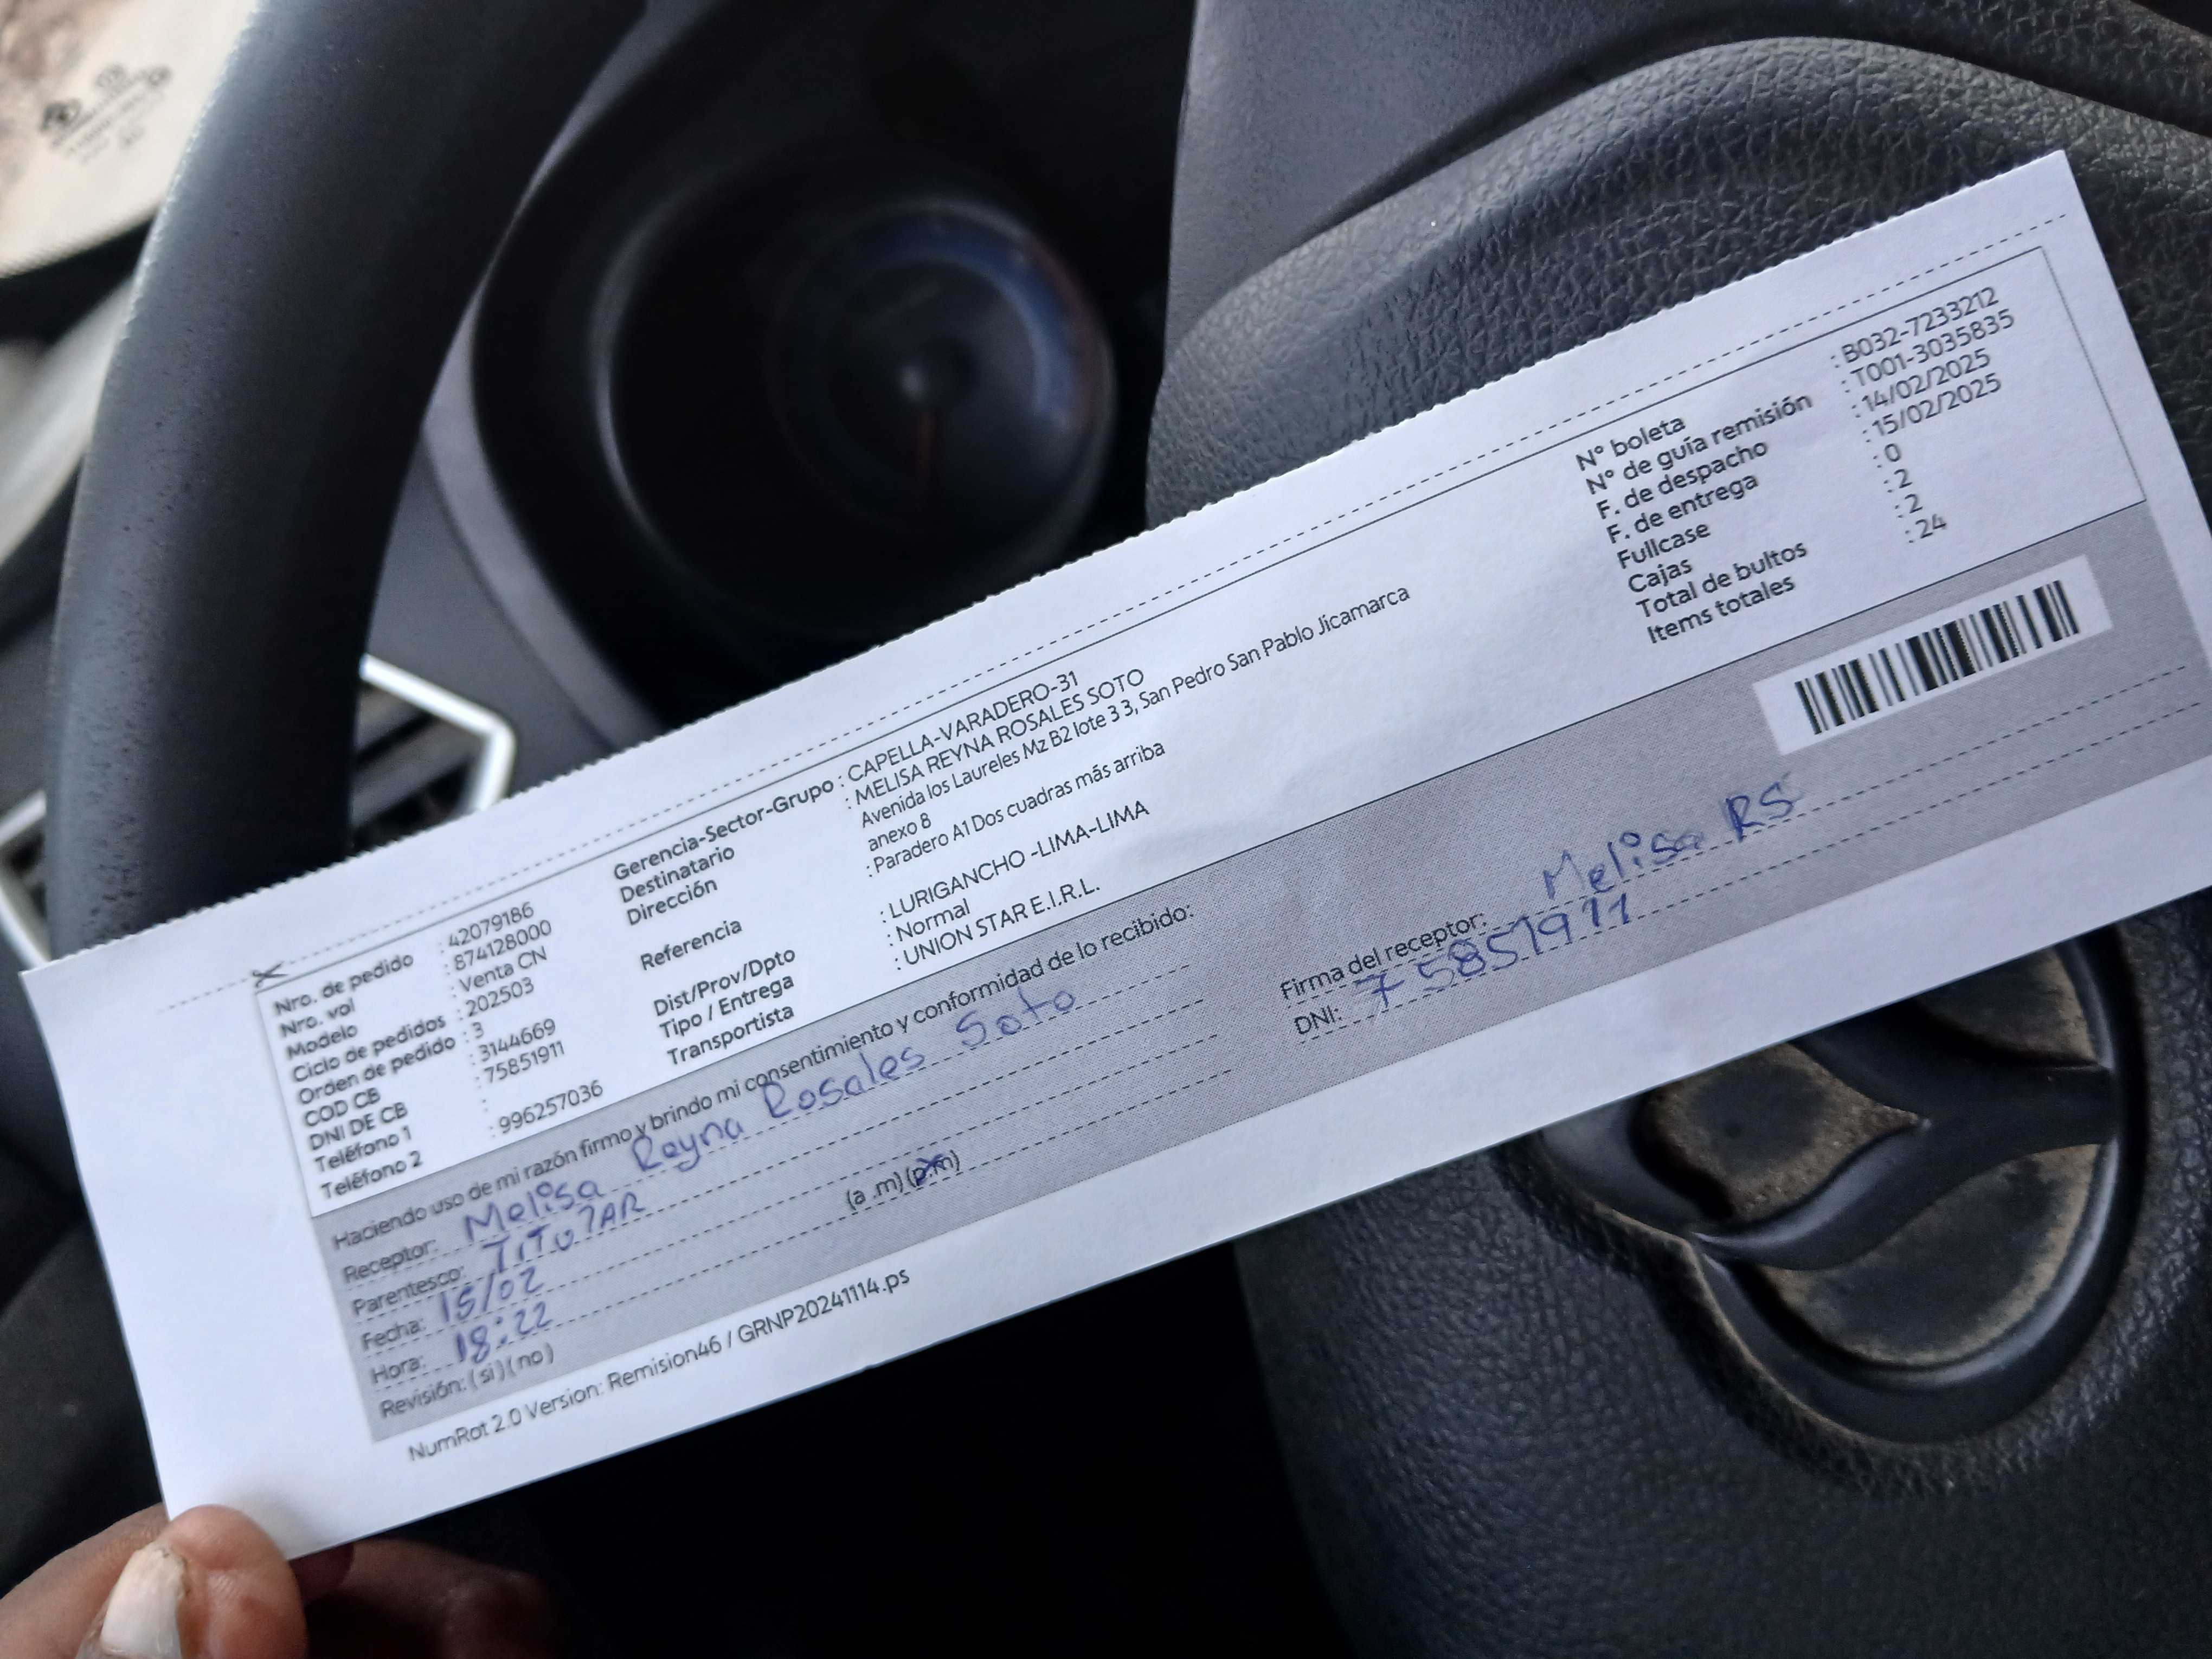 Nro. de pedido : 42079186
Nro. vol : 874128000
Modelo : Venta CN
Ciclo de pedidos : 202503
Orden de pedido : 3
COD CB : 3144669
DNI DE CB : 75851911
Teléfono 1 :
Teléfono 2 : 996257036
Gerencia-Sector-Grupo : CAPELLA-VARADERO-31
Destinatario : MELISA REYNA ROSALES SOTO
Dirección Avenida los Laureles Mz B2 lote 3 3, San Pedro San Pablo Jicamarca
anexo 8
Referencia : Paradero A1 Dos cuadras más arriba
Dist/Prov/Dpto : LURIGANCHO -LIMA-LIMA
Tipo / Entrega : Normal
Transportista : UNION STAR E.I.R.L.
N° boleta : B032-7233212
N° de guía remisión : T001-3035835
F. de despacho : 14/02/2025
F. de entrega : 15/02/2025
Fullcase : 0
Cajas : 2
Total de bultos : 2
Items totales : 24
Haciendo uso de mi razón firmo y brindo mi consentimiento y conformidad de lo recibido:
Receptor: Melisa Reyna Rosales Soto
Parentesco: TITULAR
Fecha: 15/02
Hora: 18:22 (a .m) (p.m)
Revisión: ( si ) ( no )
Firma del receptor: Melisa RS
DNI: 75851911
NumRot 2.0 Version: Remision46 / GRNP20241114.ps